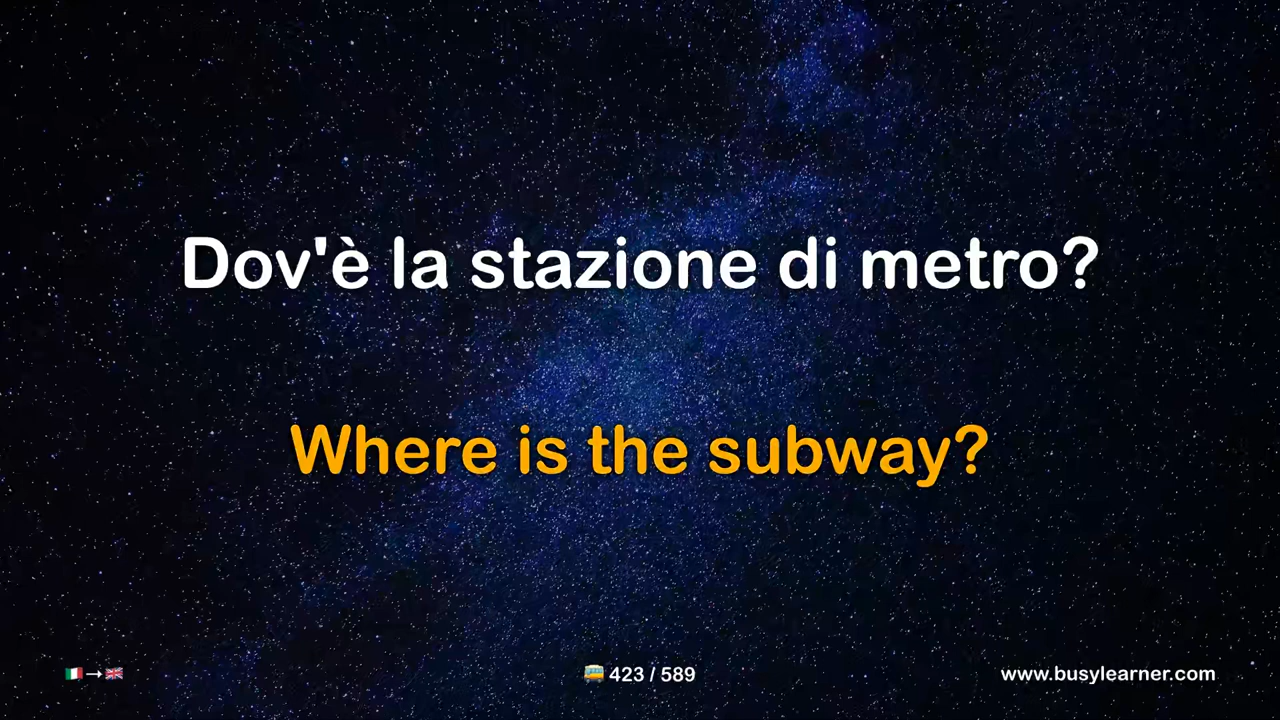 Dov'è la stazione di metro?
Where is the subway?
🇮🇹→🇬🇧
🚌 423 / 589
www.busylearner.com